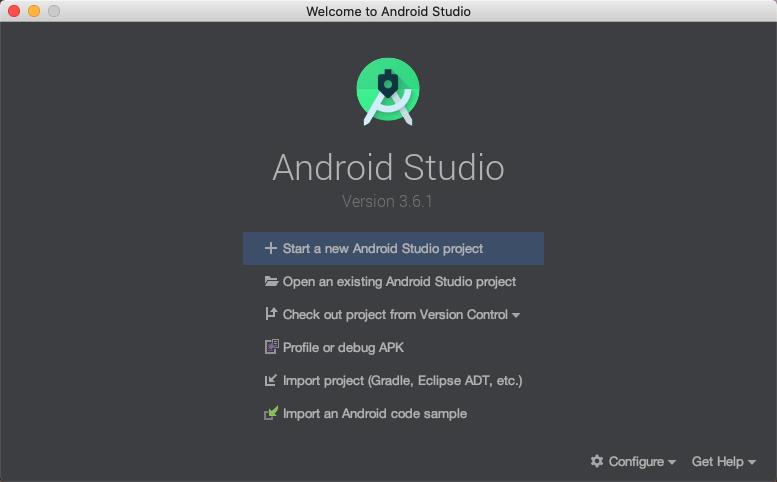 Welcome to Android Studio
Android Studio
Version 3.6.1
Start a new Android Studio project
Open an existing Android Studio project
Check out project from Version Control
Profile or debug APK
Import project (Gradle, Eclipse ADT, etc.)
Import an Android code sample
Configure Get Help